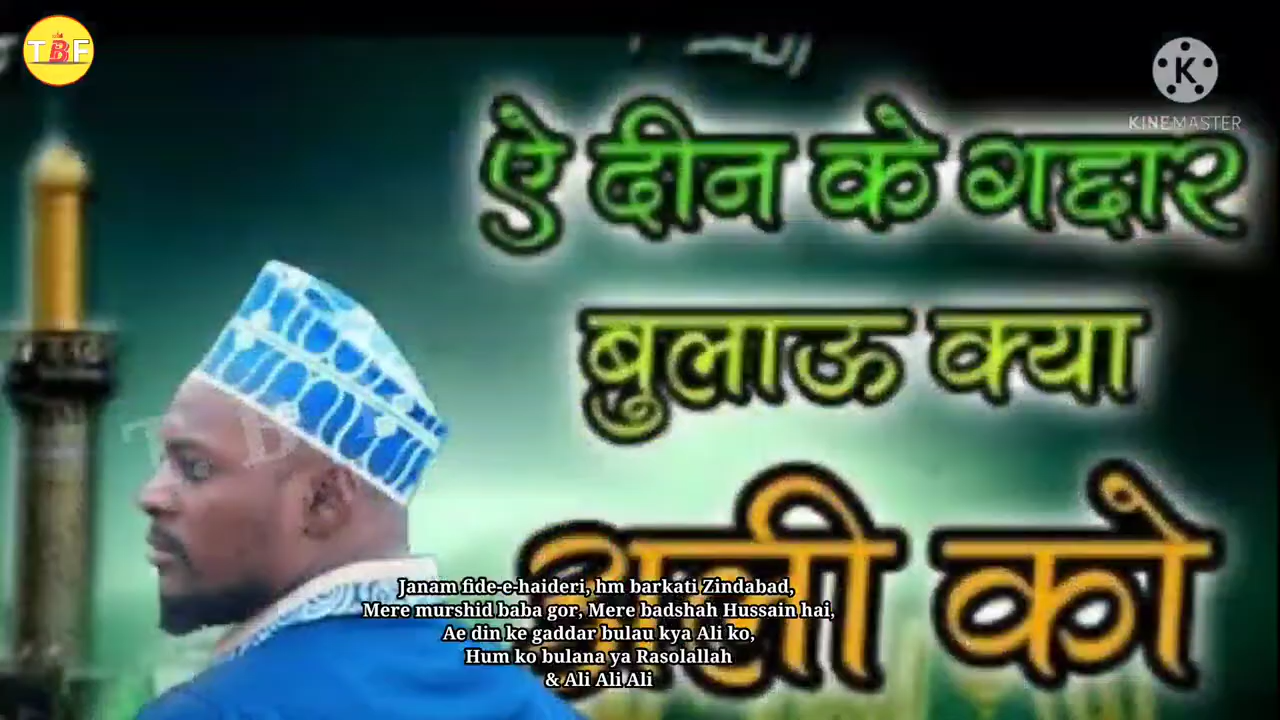 TBF
K
KINEMASTER
ऐ दीन के गद्दार
बुलाऊ क्या
अली को
Janam fide-e-haideri, hm barkati Zindabad,
Mere murshid baba gor, Mere badshah Hussain hai,
Ae din ke gaddar bulau kya Ali ko,
Hum ko bulana ya Rasolallah
& Ali Ali Ali